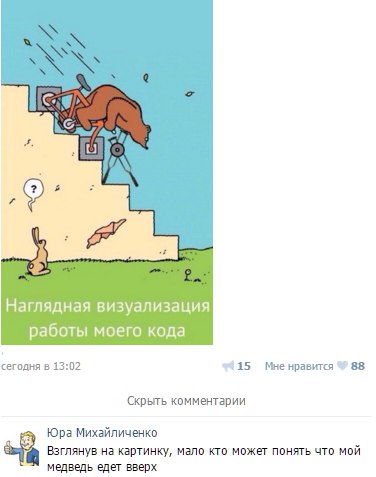 ?
Наглядная визуализация
работы моего кода
сегодня в 13:02 15 Мне нравится 88
Скрыть комментарии
Юра Михайличенко
Взглянув на картинку, мало кто может понять что мой
медведь едет вверх